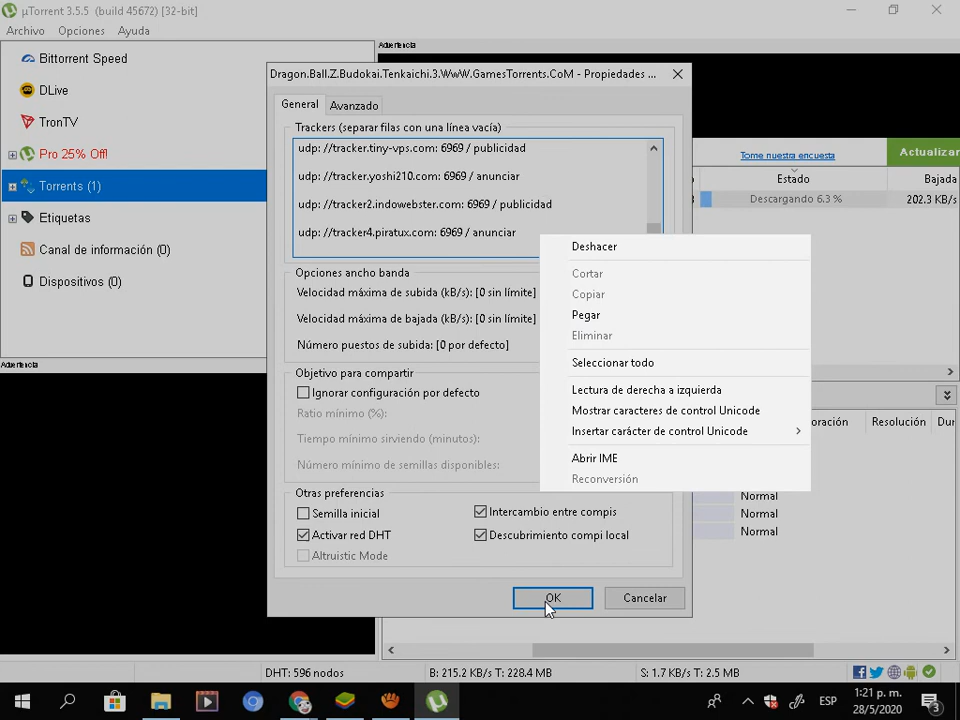 µTorrent 3.5.5 (build 45672) [32-bit]
Archivo Opciones Ayuda
Advertencia
Bittorrent Speed
DLive
TronTV
Pro 25% Off!
Torrents (1)
Etiquetas
Canal de información (0)
Dispositivos (0)
Advertencia
Dragon.Ball.Z.Budokai.Tenkaichi.3.WwW.GamesTorrents.CoM - Propiedades ...
General Avanzado
Trackers (separar filas con una línea vacía)
udp: //tracker.tiny-vps.com: 6969 / publicidad
udp: //tracker.yoshi210.com: 6969 / anunciar
udp: //tracker2.indowebster.com: 6969 / publicidad
udp: //tracker4.piratux.com: 6969 / anunciar
Opciones ancho banda
Velocidad máxima de subida (kB/s): [0 sin límite]
Velocidad máxima de bajada (kB/s): [0 sin límite]
Número puestos de subida: [0 por defecto]
Objetivo para compartir
Ignorar configuración por defecto
Ratio mínimo (%):
Tiempo mínimo sirviendo (minutos):
Número mínimo de semillas disponibles:
Otras preferencias
Semilla inicial
Intercambio entre compis
Activar red DHT
Descubrimiento compi local
Altruistic Mode
OK Cancelar
Deshacer
Cortar
Copiar
Pegar
Eliminar
Seleccionar todo
Lectura de derecha a izquierda
Mostrar caracteres de control Unicode
Insertar carácter de control Unicode
Abrir IME
Reconversión
Tome nuestra encuesta
Actualizar
Estado Bajada
Descargando 6.3 % 202.3 KB/s
oración Resolución Dur
Normal
Normal
Normal
DHT: 596 nodos B: 215.2 KB/s T: 228.4 MB S: 1.7 KB/s T: 2.5 MB
ESP
1:21 p. m.
28/5/2020
3